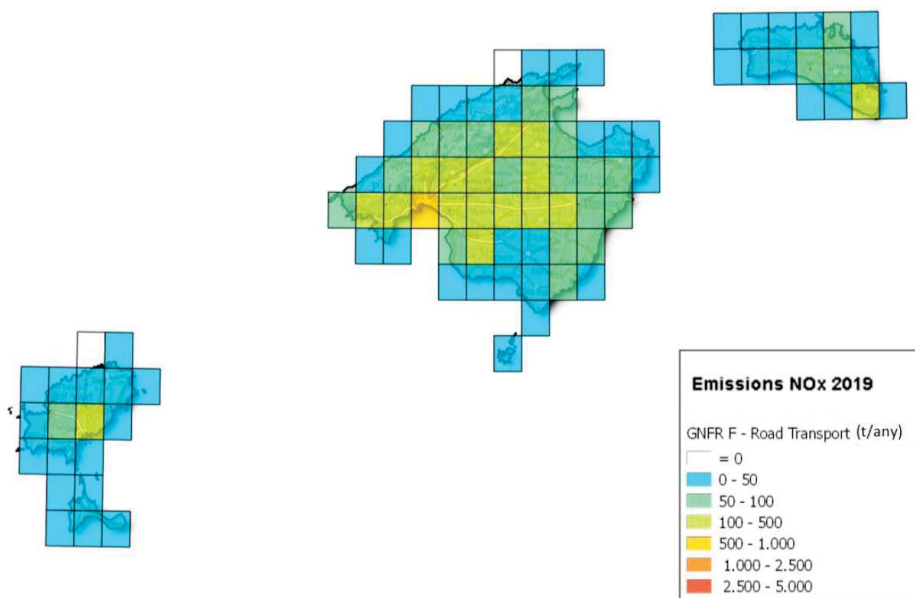 Emissions NOx 2019
GNFR F - Road Transport (t/any)
= 0
0 - 50
50 - 100
100 - 500
500 - 1.000
1.000 - 2.500
2.500 - 5.000